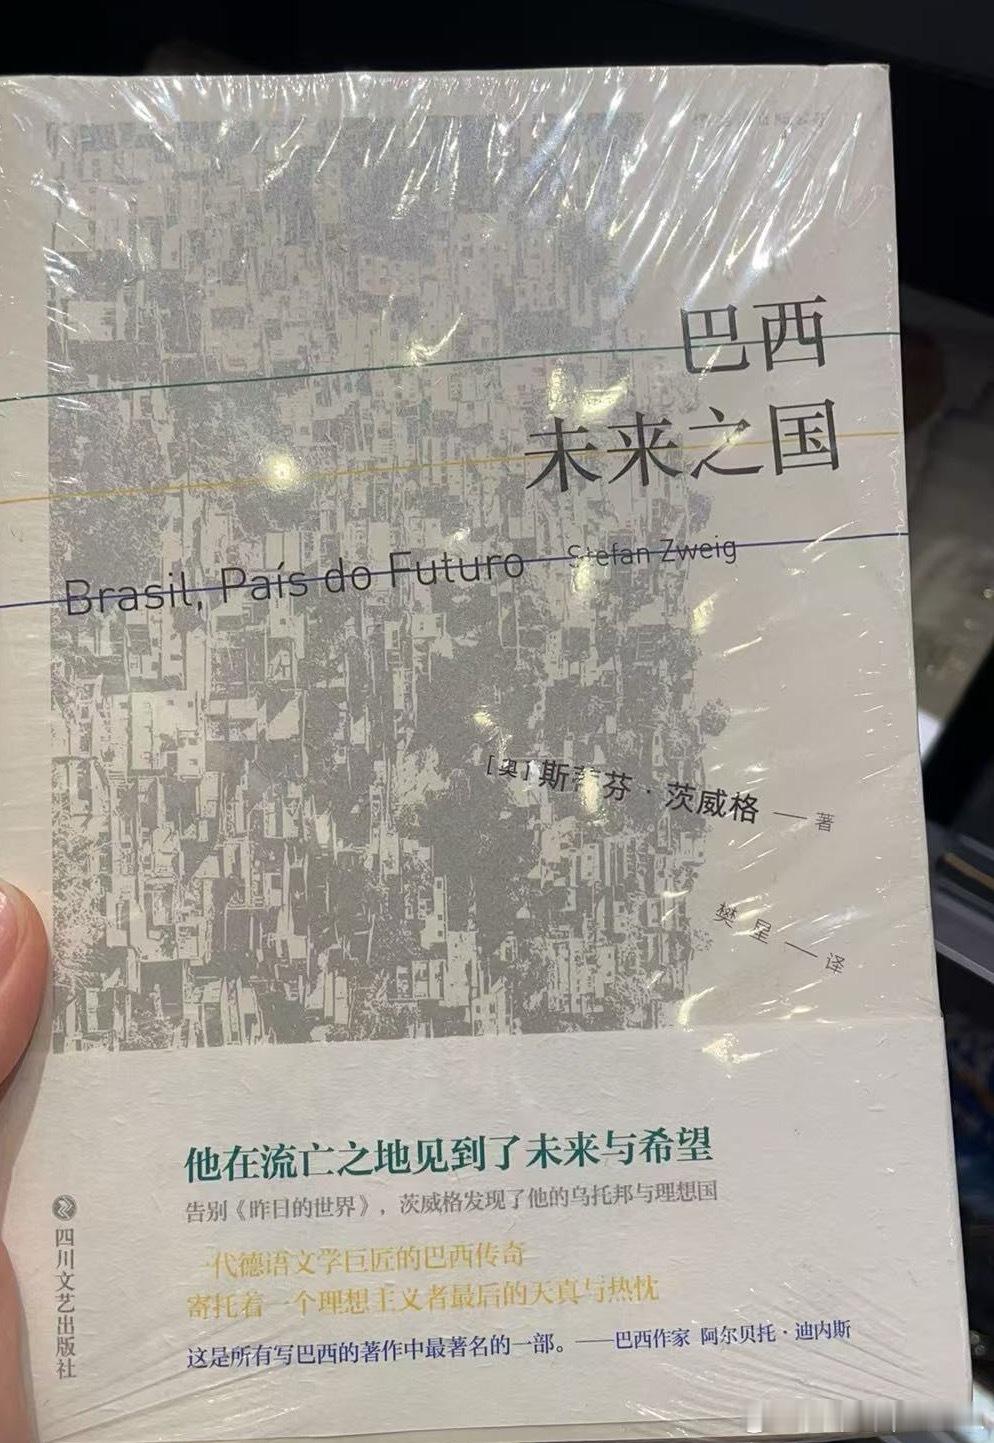 巴西
未来之国
Brasil, País do Futuro
Stefan Zweig
[奥]斯蒂芬·茨威格 — 著
樊星 — 译
他在流亡之地见到了未来与希望
告别《昨日的世界》，茨威格发现了他的乌托邦与理想国
一代德语文学巨匠的巴西传奇
寄托着一个理想主义者最后的天真与热忱
这是所有写巴西的著作中最著名的一部。——巴西作家 阿尔贝托·迪内斯
四川文艺出版社